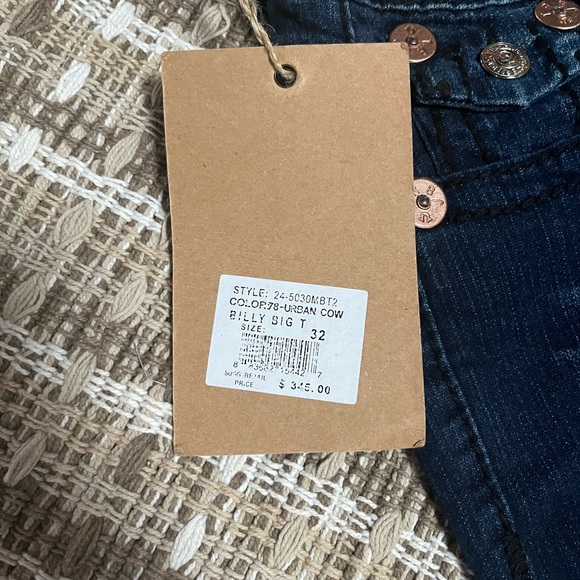 STYLE: 24-5030MBT2
COLOR:78-URBAN COW
BILLY BIG T
SIZE: 32
SUGG RETAIL
PRICE $ 345.00